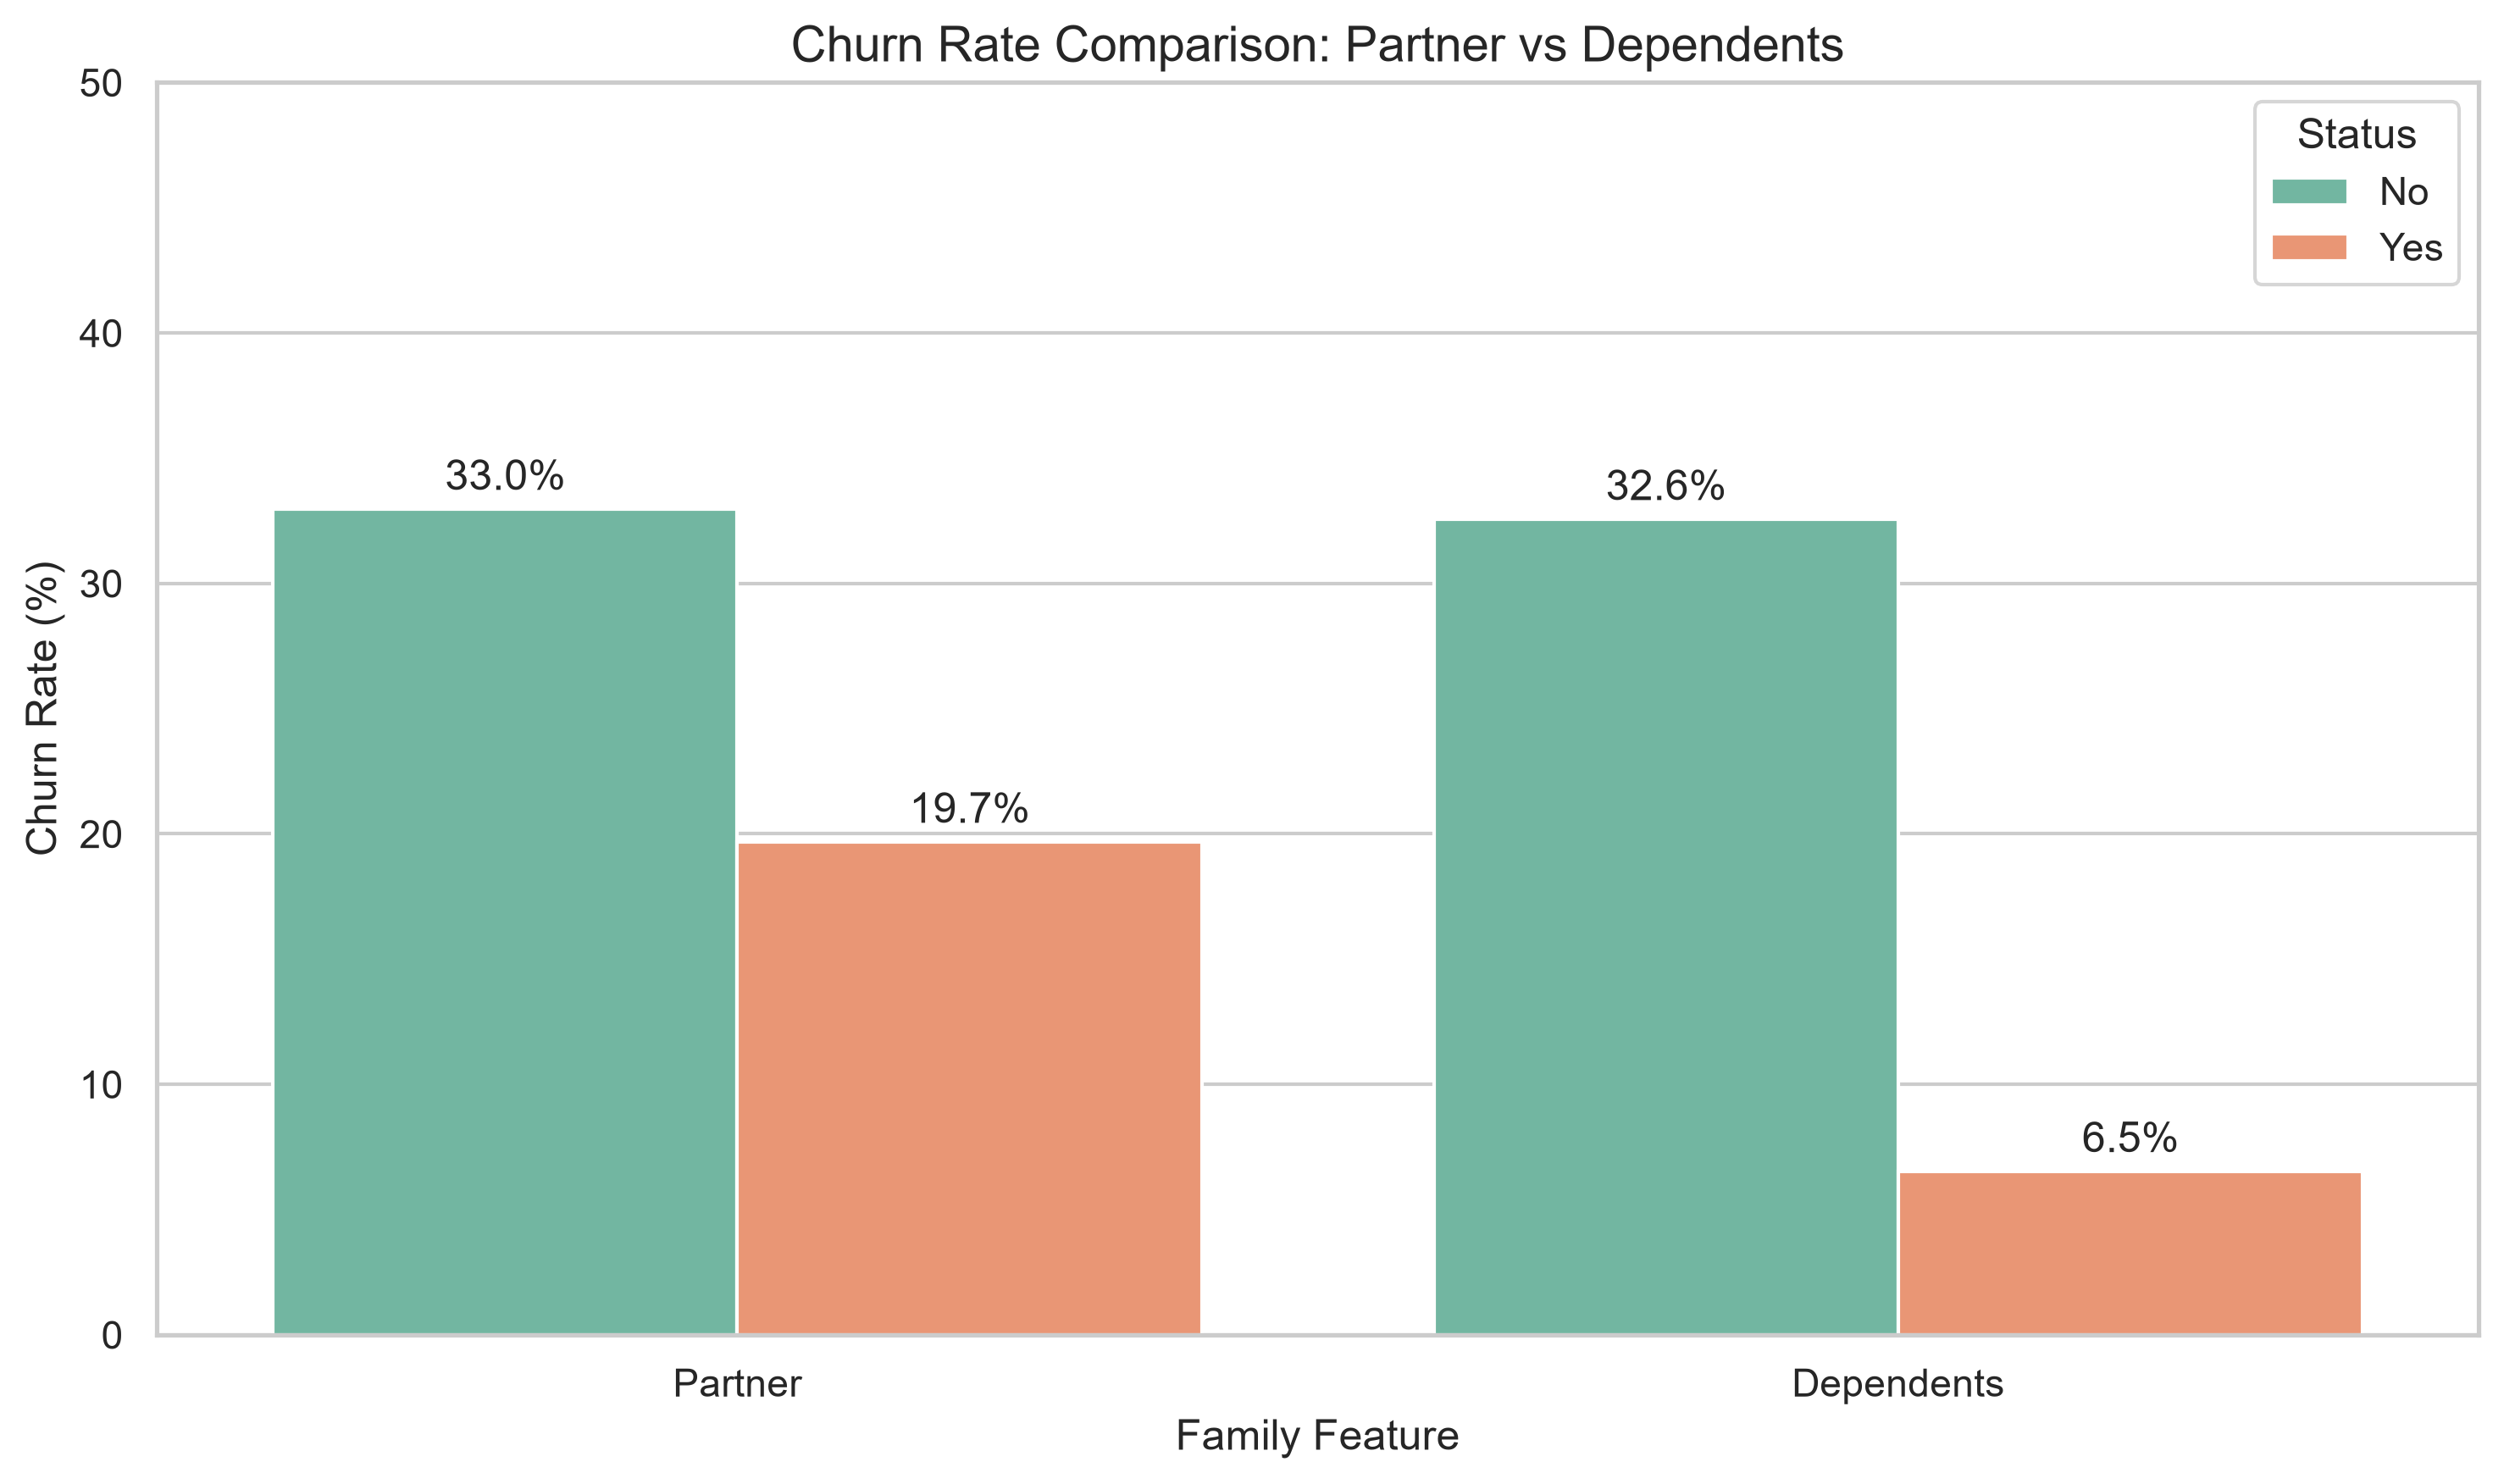 Churn Rate Comparison: Partner vs Dependents
50
40
30
20
10
0
Churn Rate (%)
Status
No
Yes
33.0%
19.7%
32.6%
6.5%
Partner
Dependents
Family Feature